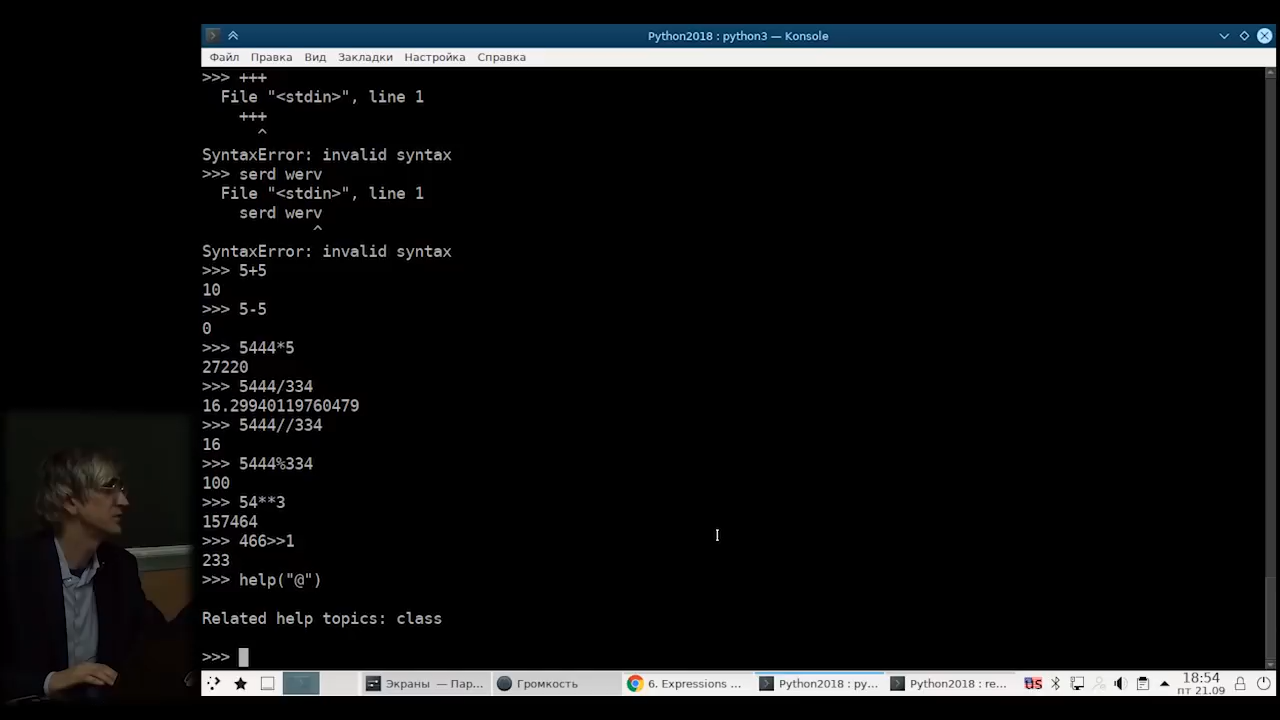 Python2018 : python3 — Konsole
Файл Правка Вид Закладки Настройка Справка
>>> +++
File "<stdin>", line 1
+++
^
SyntaxError: invalid syntax
>>> serd werv
File "<stdin>", line 1
serd werv
^
SyntaxError: invalid syntax
>>> 5+5
10
>>> 5-5
0
>>> 5444*5
27220
>>> 5444/334
16.29940119760479
>>> 5444//334
16
>>> 5444%334
100
>>> 54**3
157464
>>> 466>>1
233
>>> help("@")
Related help topics: class
>>>
Экраны — Пар... Громкость 6. Expressions ... Python2018 : py... Python2018 : re... us 18:54
пт 21.09